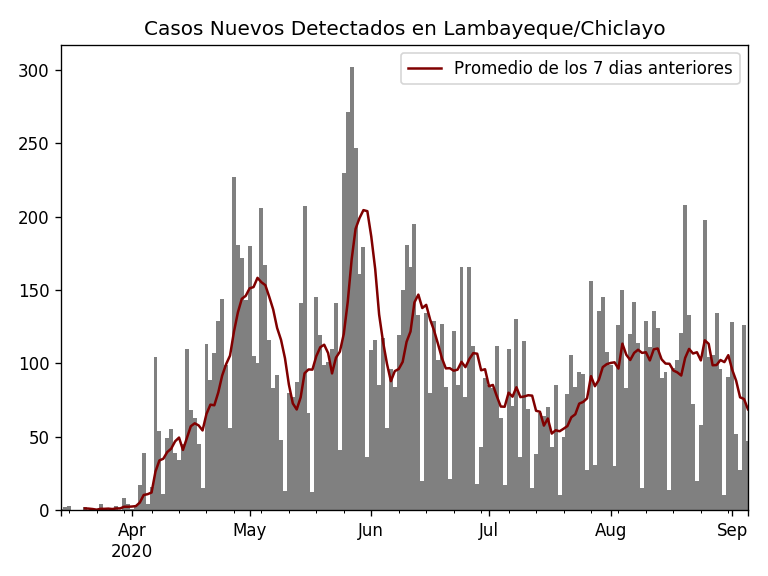 Casos Nuevos Detectados en Lambayeque/Chiclayo
Promedio de los 7 dias anteriores
300
250
200
150
100
50
0
Apr
2020
May
Jun
Jul
Aug
Sep